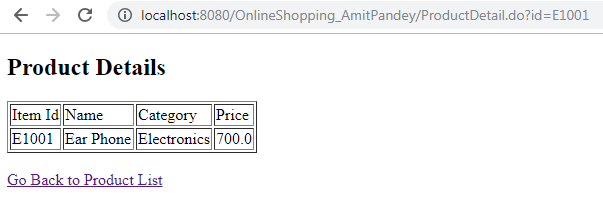 localhost:8080/OnlineShopping_AmitPandey/ProductDetail.do?id=E1001
Product Details
Item Id Name Category Price
E1001 Ear Phone Electronics 700.0
Go Back to Product List